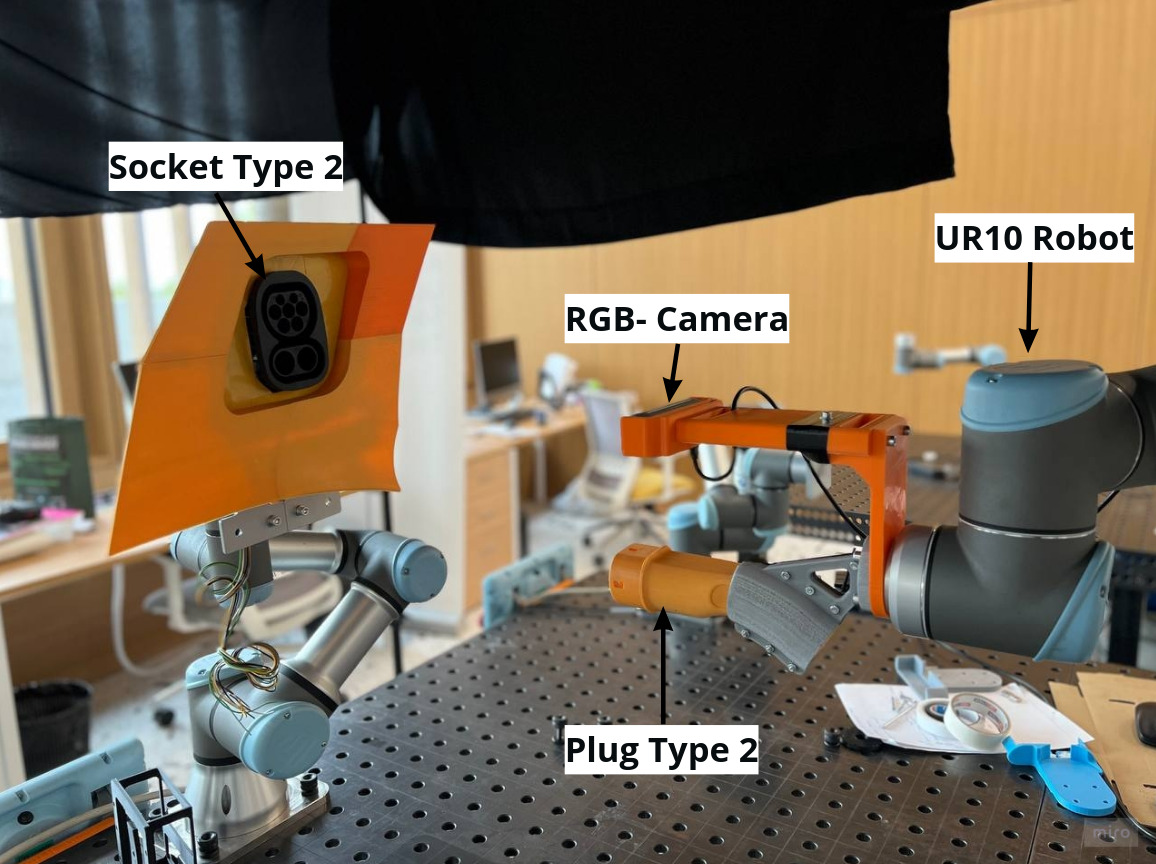 Socket Type 2
UR10 Robot
RGB- Camera
Plug Type 2
miro